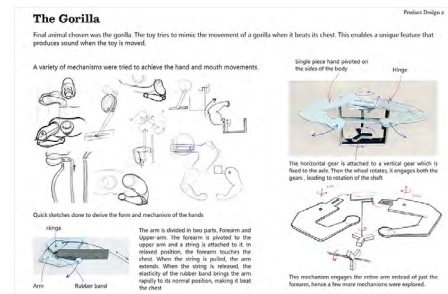 Product Design
The Gorilla
Final animal chosen was the gorilla. The toy tries to mimic the movement of a gorilla when it beats its chest. This enables a unique feature that
produces sound when the toy is moved.
A variety of mechanisms were tried to achieve the hand and mouth movements.
Single piece hand pivoted on
the sides of the body
Hinge
The horizontal gear is attached to a vertical gear which is
fixed to the axle. Then the wheel rotates, it engages both the
gears , leading to rotation of the shaft
Quick sketches done to derive the form and mechanism of the hands
Hinge
Arm
Rubber band
The arm is divided in two parts, Forearm and
Upper-arm. The forearm is pivoted to the
upper arm and a string is attached to it. In
relaxed position, the forearm touches the
chest. When the string is pulled, the arm
extends. When the string is released, the
elasticity of the rubber band brings the arm
rapidly to its normal position, making it beat
the chest
This mechanism engages the entire arm instead of just the
forearm, hence a few more mechanisms were explored.